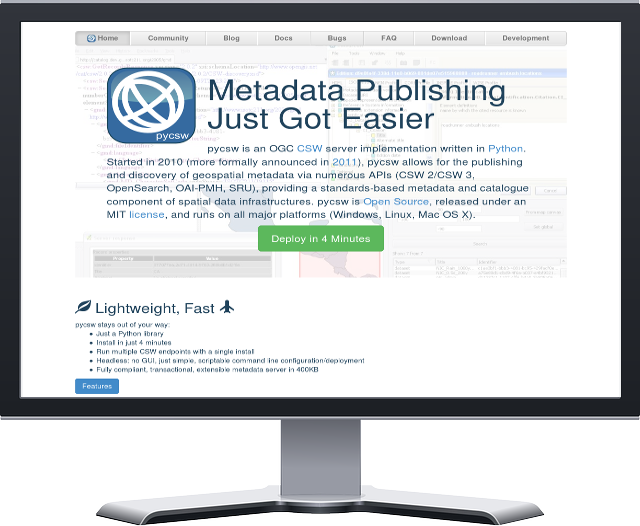 Home Community Blog Docs Bugs FAQ Download Development
pycsw
Metadata Publishing
Just Got Easier
pycsw is an OGC CSW server implementation written in Python.
Started in 2010 (more formally announced in 2011), pycsw allows for the publishing
and discovery of geospatial metadata via numerous APIs (CSW 2/CSW 3,
OpenSearch, OAI-PMH, SRU), providing a standards-based metadata and catalogue
component of spatial data infrastructures. pycsw is Open Source, released under an
MIT license, and runs on all major platforms (Windows, Linux, Mac OS X).
Deploy in 4 Minutes
Lightweight, Fast
pycsw stays out of your way:
Just a Python library
Install in just 4 minutes
Run multiple CSW endpoints with a single install
Headless: no GUI, just simple, scriptable command line configuration/deployment
Fully compliant, transactional, extensible metadata server in 400KB
Features